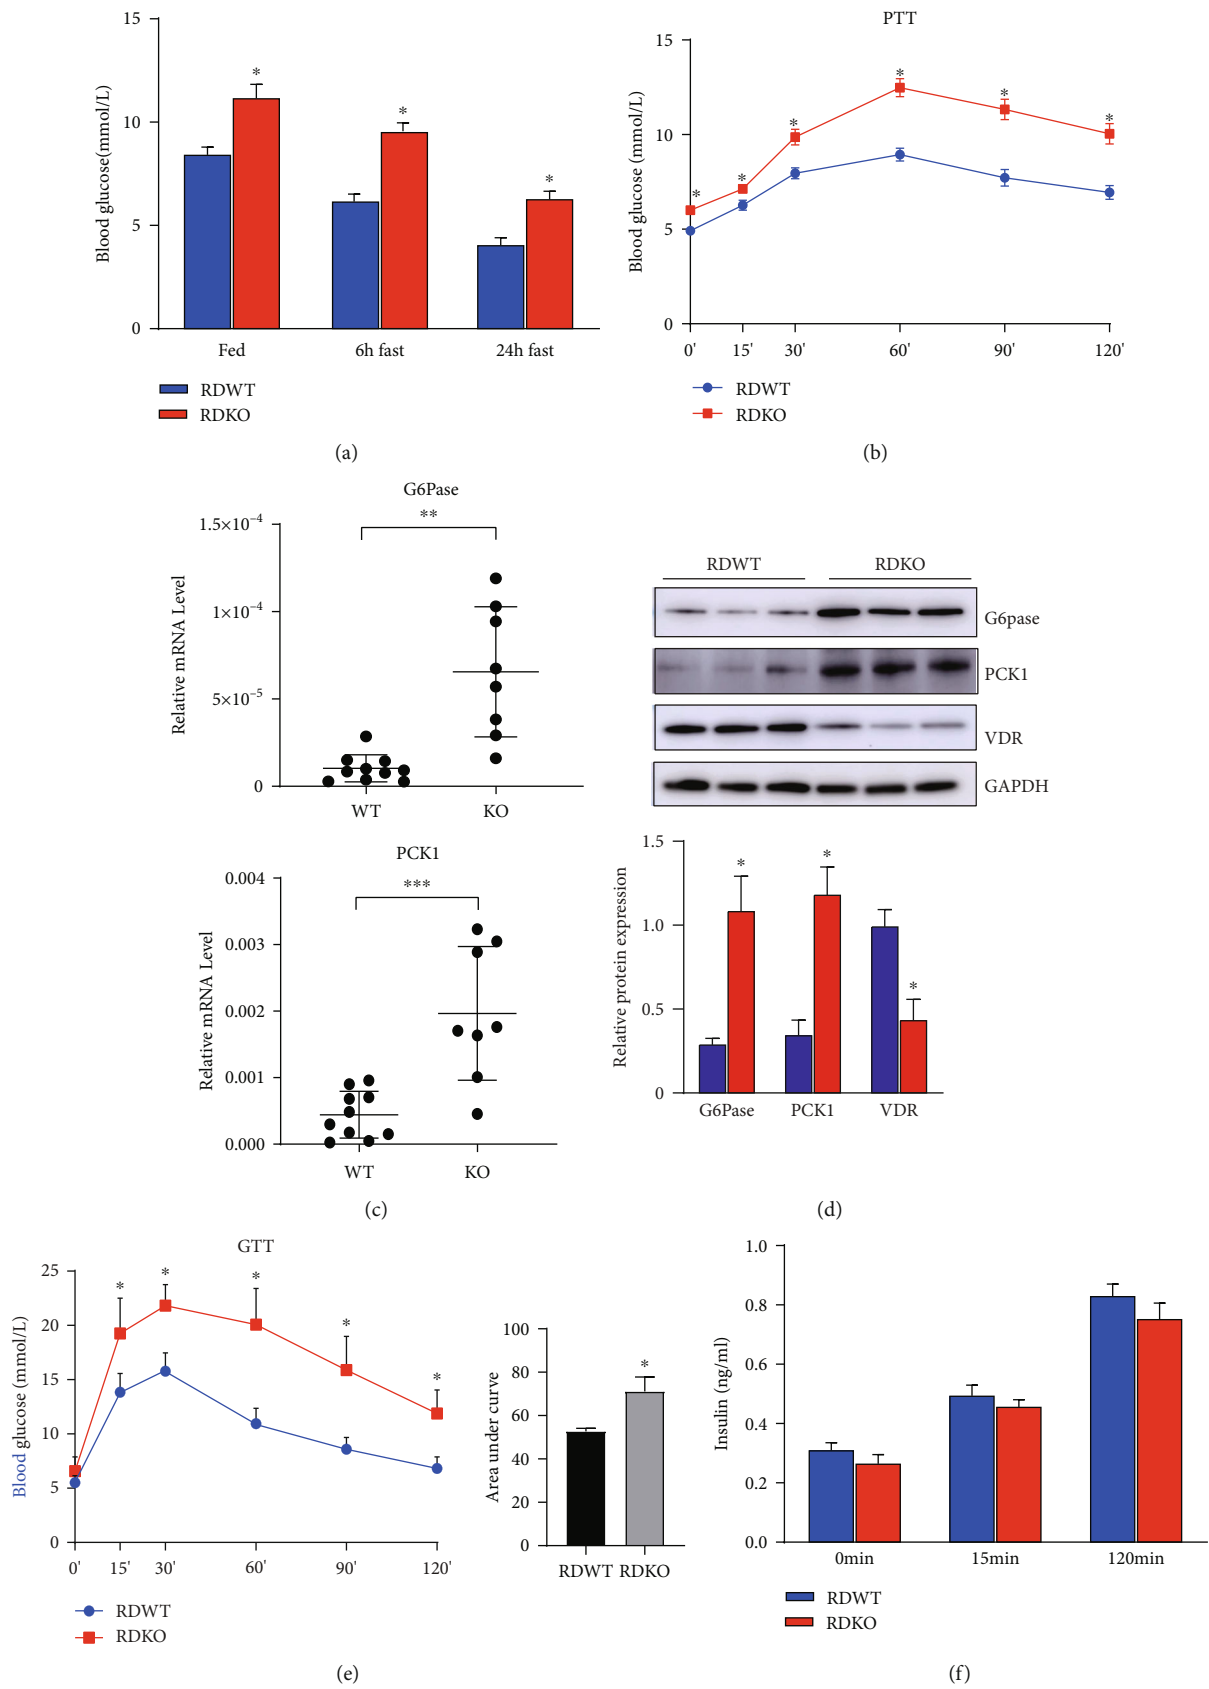 15
10
5
0
Blood glucose(mmol/L)
*
*
*
Fed
6h fast
24h fast
RDWT
RDKO
(a)
PTT
15
10
5
0
Blood glucose (mmol/L)
*
*
*
*
*
*
0'
15'
30'
60'
90'
120'
RDWT
RDKO
(b)
G6Pase
**
1.5×10⁻⁴
1×10⁻⁴
5×10⁻⁵
0
Relative mRNA Level
WT
KO
PCK1
***
0.004
0.003
0.002
0.001
0.000
Relative mRNA Level
WT
KO
(c)
RDWT
RDKO
G6pase
PCK1
VDR
GAPDH
1.5
1.0
0.5
0
Relative protein expression
*
*
*
G6Pase
PCK1
VDR
(d)
GTT
25
20
15
10
5
0
Blood glucose (mmol/L)
*
*
*
*
*
0'
15'
30'
60'
90'
120'
RDWT
RDKO
100
80
60
40
20
0
Area under curve
*
RDWT RDKO
(e)
1.0
0.8
0.6
0.4
0.2
0.0
Insulin (ng/ml)
0min
15min
120min
RDWT
RDKO
(f)